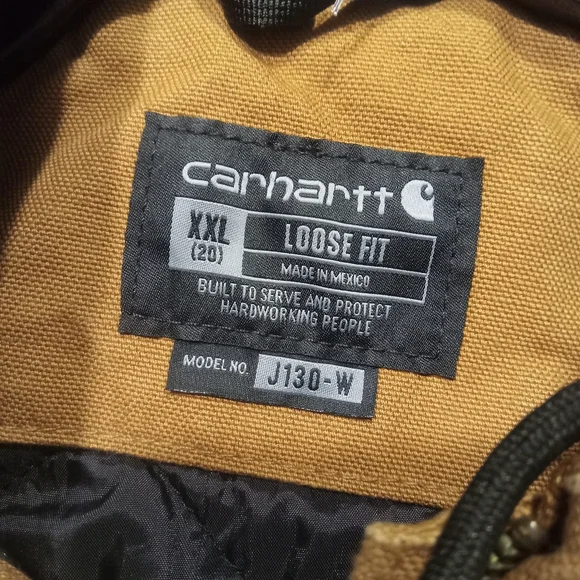 carhartt
XXL
(20)
LOOSE FIT
MADE IN MEXICO
BUILT TO SERVE AND PROTECT
HARDWORKING PEOPLE
MODEL NO. J130-W